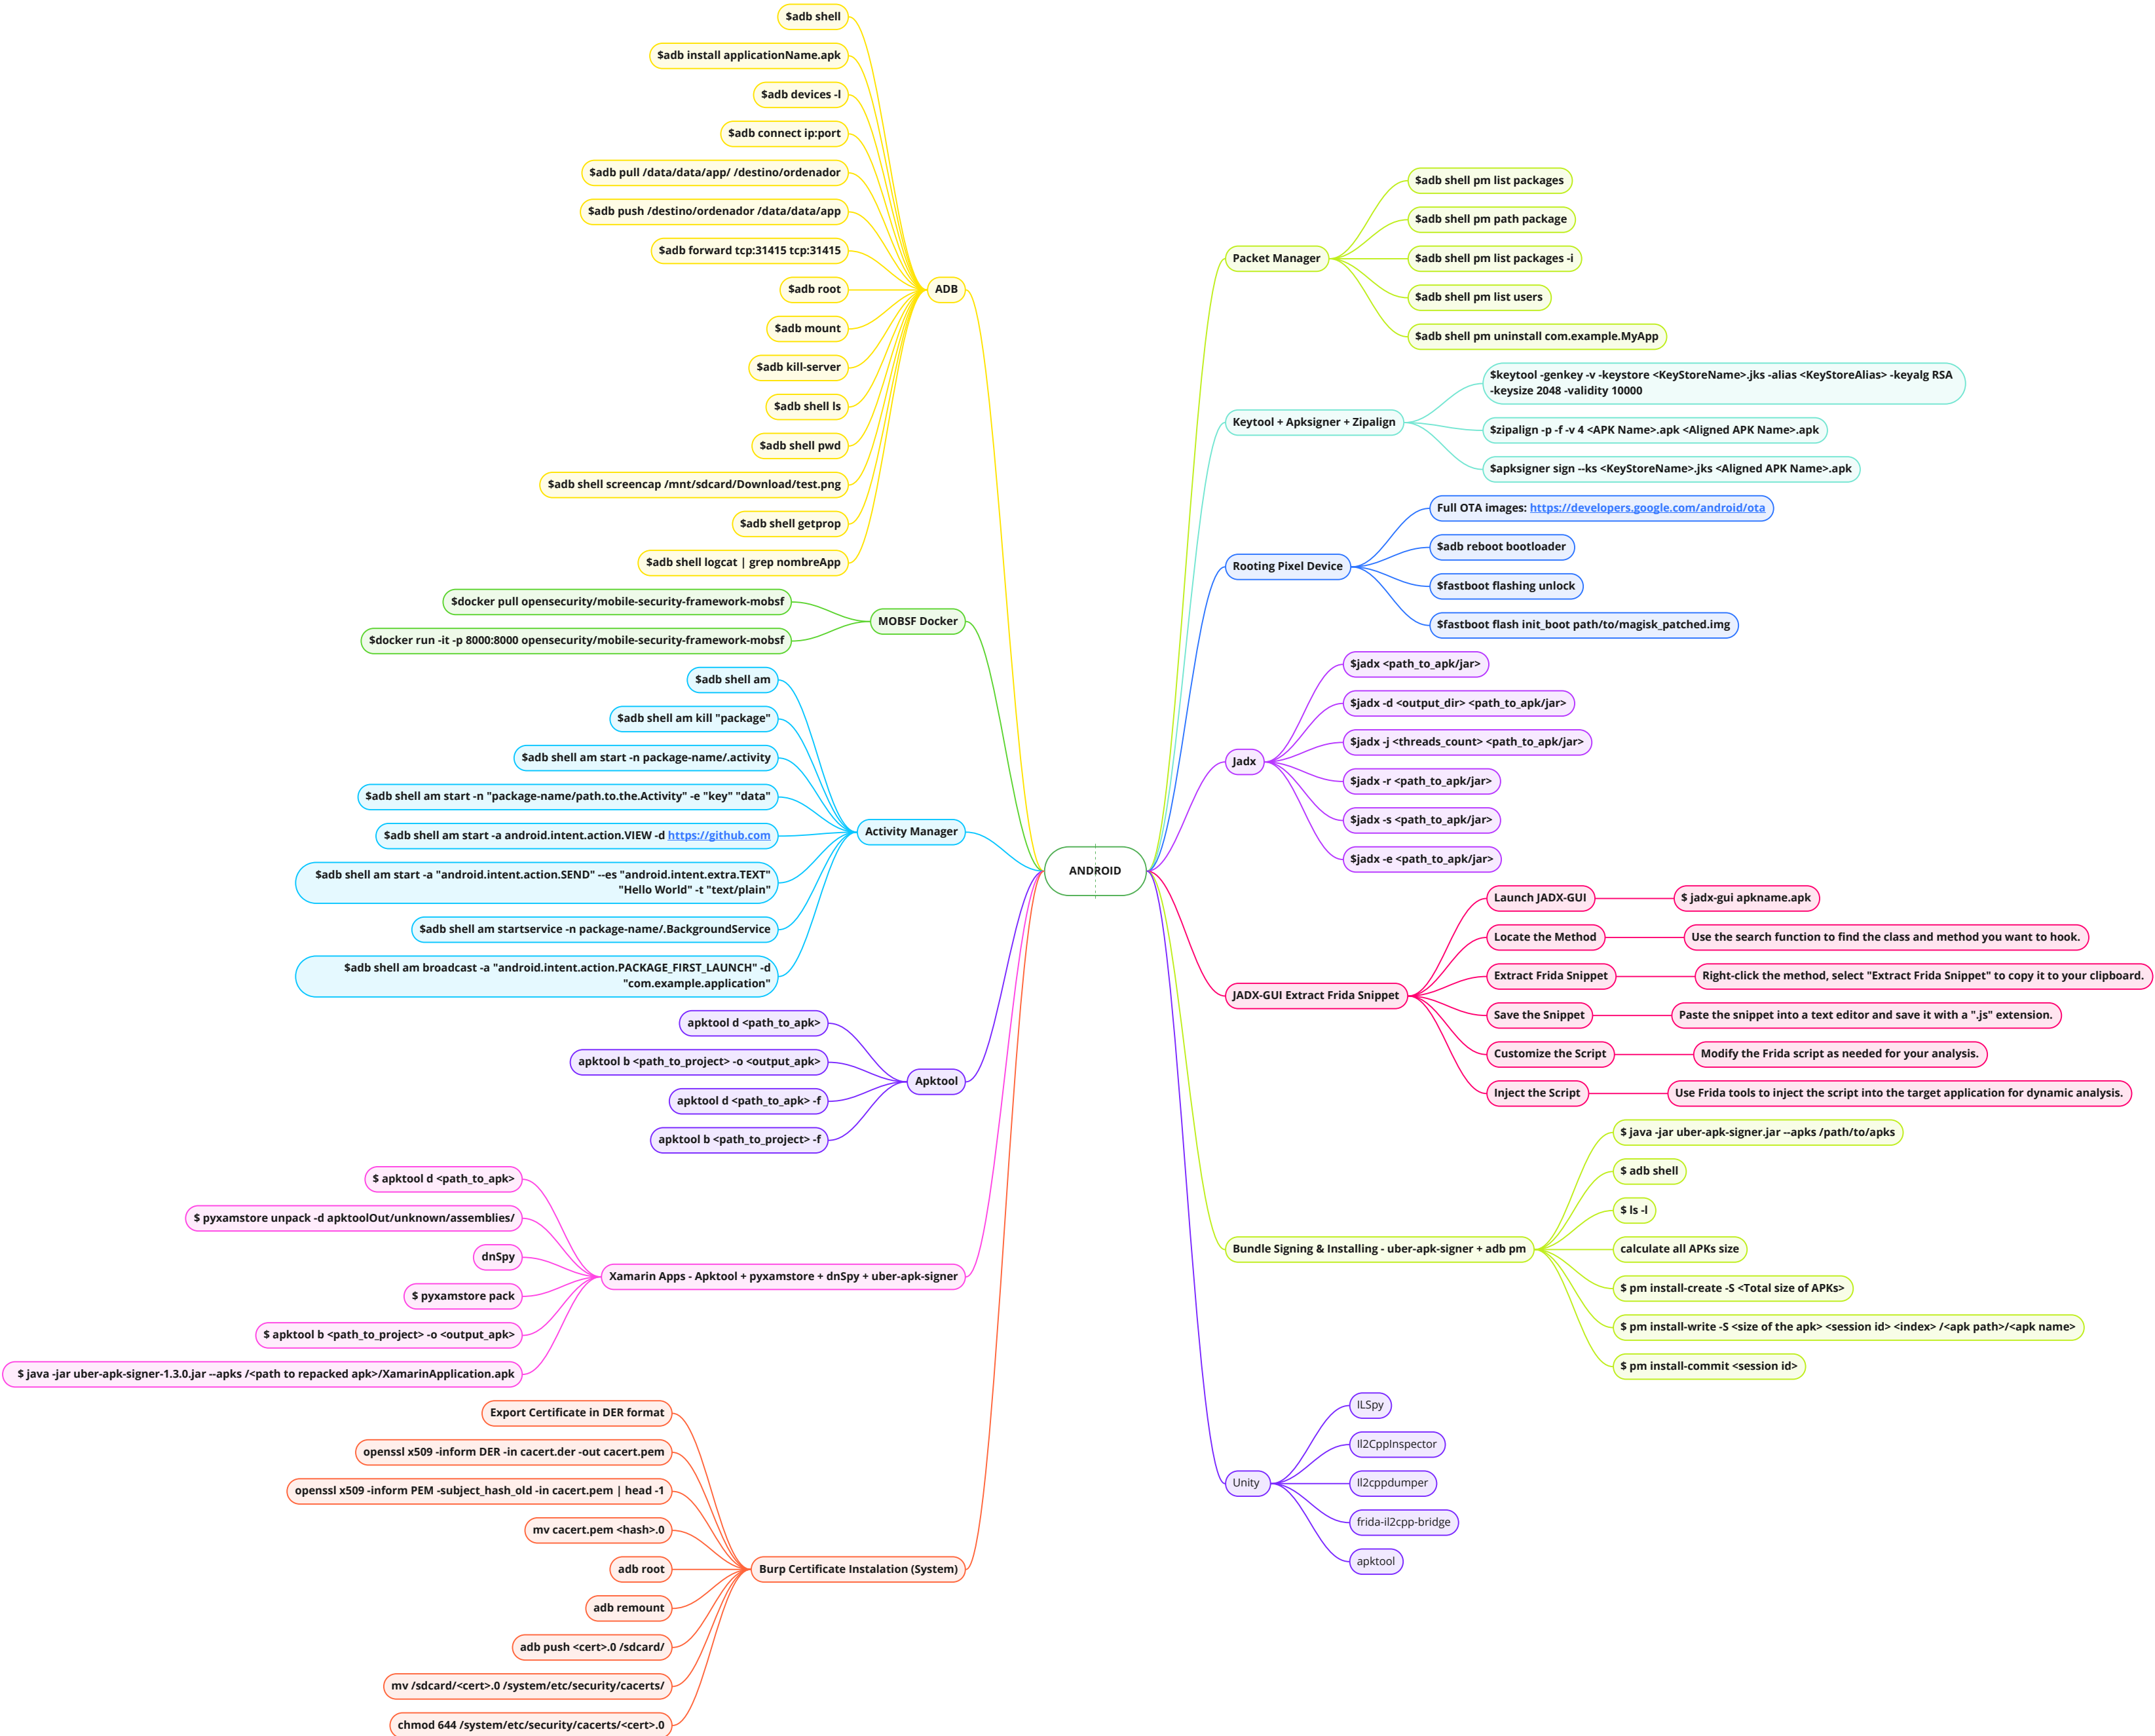 ANDROID
ADB
$adb shell
$adb install applicationName.apk
$adb devices -l
$adb connect ip:port
$adb pull /data/data/app/ /destino/ordenador
$adb push /destino/ordenador /data/data/app
$adb forward tcp:31415 tcp:31415
$adb root
$adb mount
$adb kill-server
$adb shell ls
$adb shell pwd
$adb shell screencap /mnt/sdcard/Download/test.png
$adb shell getprop
$adb shell logcat | grep nombreApp
MOBSF Docker
$docker pull opensecurity/mobile-security-framework-mobsf
$docker run -it -p 8000:8000 opensecurity/mobile-security-framework-mobsf
Activity Manager
$adb shell am
$adb shell am kill "package"
$adb shell am start -n package-name/.activity
$adb shell am start -n "package-name/path.to.the.Activity" -e "key" "data"
$adb shell am start -a android.intent.action.VIEW -d https://github.com
$adb shell am start -a "android.intent.action.SEND" --es "android.intent.extra.TEXT"
"Hello World" -t "text/plain"
$adb shell am startservice -n package-name/.BackgroundService
$adb shell am broadcast -a "android.intent.action.PACKAGE_FIRST_LAUNCH" -d
"com.example.application"
Apktool
apktool d <path_to_apk>
apktool b <path_to_project> -o <output_apk>
apktool d <path_to_apk> -f
apktool b <path_to_project> -f
Xamarin Apps - Apktool + pyxamstore + dnSpy + uber-apk-signer
$ apktool d <path_to_apk>
$ pyxamstore unpack -d apktoolOut/unknown/assemblies/
dnSpy
$ pyxamstore pack
$ apktool b <path_to_project> -o <output_apk>
$ java -jar uber-apk-signer-1.3.0.jar --apks /<path to repacked apk>/XamarinApplication.apk
Burp Certificate Instalation (System)
Export Certificate in DER format
openssl x509 -inform DER -in cacert.der -out cacert.pem
openssl x509 -inform PEM -subject_hash_old -in cacert.pem | head -1
mv cacert.pem <hash>.0
adb root
adb remount
adb push <cert>.0 /sdcard/
mv /sdcard/<cert>.0 /system/etc/security/cacerts/
chmod 644 /system/etc/security/cacerts/<cert>.0
Packet Manager
$adb shell pm list packages
$adb shell pm path package
$adb shell pm list packages -i
$adb shell pm list users
$adb shell pm uninstall com.example.MyApp
Keytool + Apksigner + Zipalign
$keytool -genkey -v -keystore <KeyStoreName>.jks -alias <KeyStoreAlias> -keyalg RSA
-keysize 2048 -validity 10000
$zipalign -p -f -v 4 <APK Name>.apk <Aligned APK Name>.apk
$apksigner sign --ks <KeyStoreName>.jks <Aligned APK Name>.apk
Rooting Pixel Device
Full OTA images: https://developers.google.com/android/ota
$adb reboot bootloader
$fastboot flashing unlock
$fastboot flash init_boot path/to/magisk_patched.img
Jadx
$jadx <path_to_apk/jar>
$jadx -d <output_dir> <path_to_apk/jar>
$jadx -j <threads_count> <path_to_apk/jar>
$jadx -r <path_to_apk/jar>
$jadx -s <path_to_apk/jar>
$jadx -e <path_to_apk/jar>
JADX-GUI Extract Frida Snippet
Launch JADX-GUI
$ jadx-gui apkname.apk
Locate the Method
Use the search function to find the class and method you want to hook.
Extract Frida Snippet
Right-click the method, select "Extract Frida Snippet" to copy it to your clipboard.
Save the Snippet
Paste the snippet into a text editor and save it with a ".js" extension.
Customize the Script
Modify the Frida script as needed for your analysis.
Inject the Script
Use Frida tools to inject the script into the target application for dynamic analysis.
Bundle Signing & Installing - uber-apk-signer + adb pm
$ java -jar uber-apk-signer.jar --apks /path/to/apks
$ adb shell
$ ls -l
calculate all APKs size
$ pm install-create -S <Total size of APKs>
$ pm install-write -S <size of the apk> <session id> <index> /<apk path>/<apk name>
$ pm install-commit <session id>
Unity
ILSpy
Il2CppInspector
Il2cppdumper
frida-il2cpp-bridge
apktool